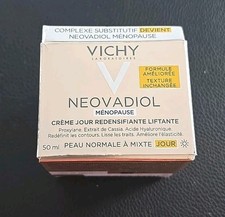 COMPLEXE SUBSTITUTIF DEVIENT
NEOVADIOL MÉNOPAUSE
VICHY
LABORATOIRES
FORMULE
AMÉLIORÉE
TEXTURE
INCHANGÉE
NEOVADIOL
MÉNOPAUSE
CRÈME JOUR REDENSIFIANTE LIFTANTE
Proxylane, Extrait de Cassia, Acide Hyaluronique
Redéfinit les contours. Lisse les traits. Améliore l'élasticité.
50 ml PEAU NORMALE À MIXTE JOUR